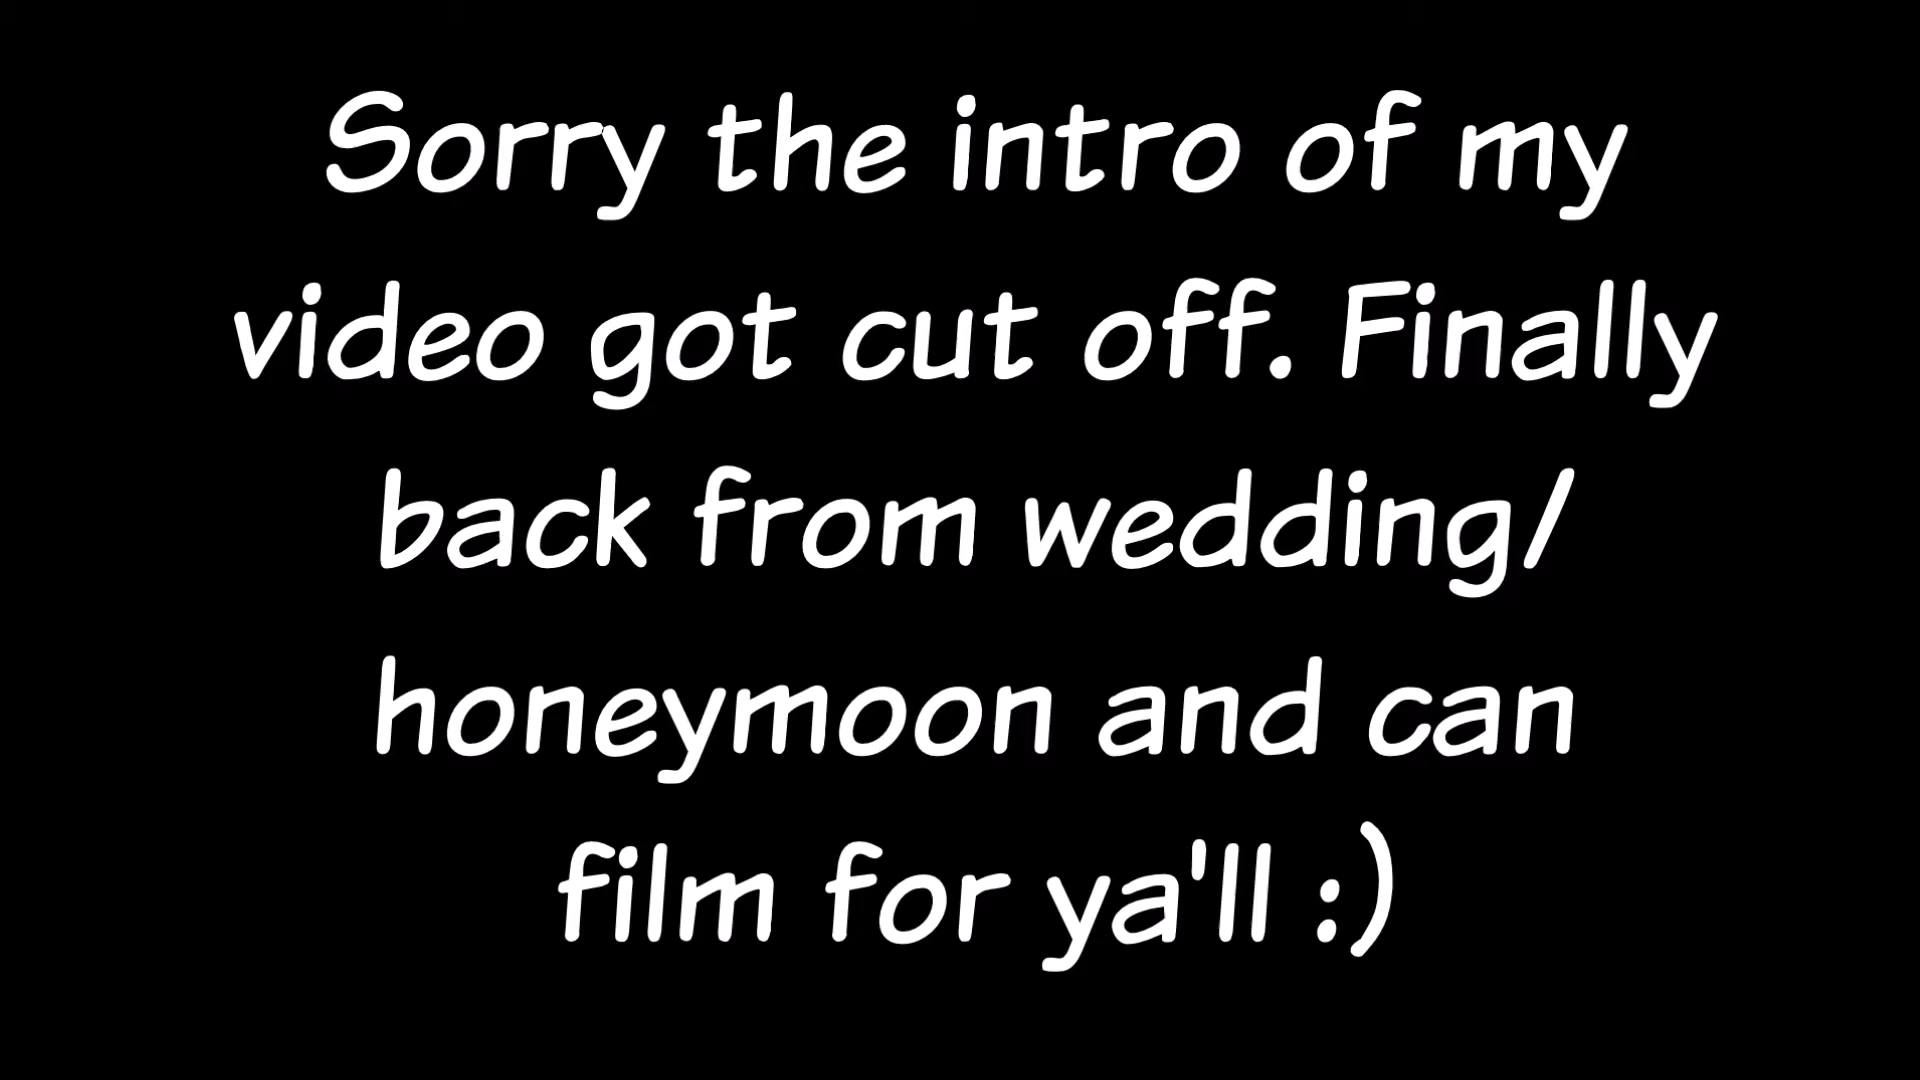 Sorry the intro of my
video got cut off. Finally
back from wedding/
honeymoon and can
film for ya'll :)